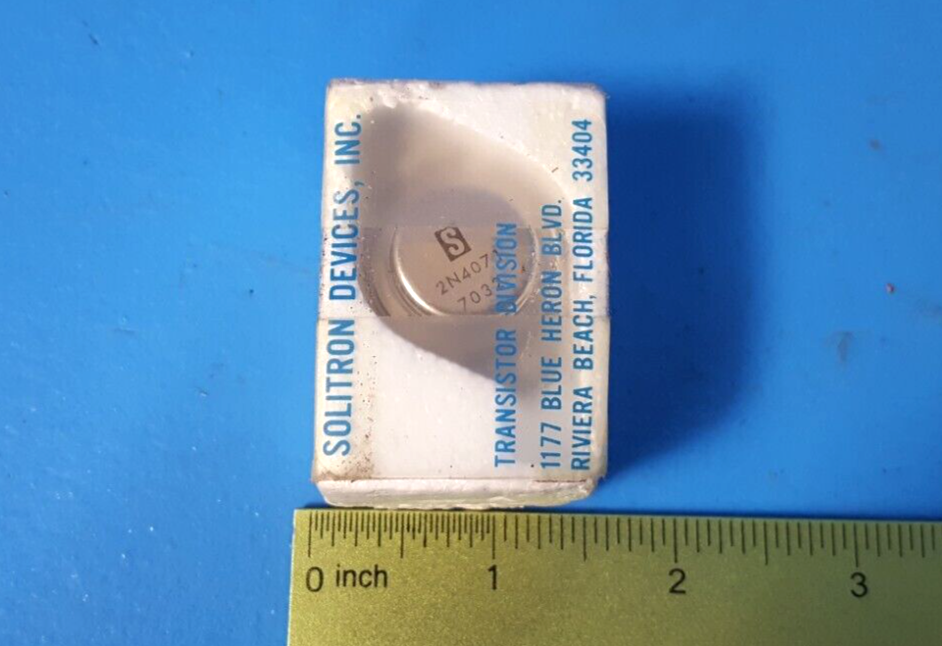 SOLITRON DEVICES, INC.
TRANSISTOR DIVISION
1177 BLUE HERON BLVD.
RIVIERA BEACH, FLORIDA 33404
S
0 inch 1 2 3